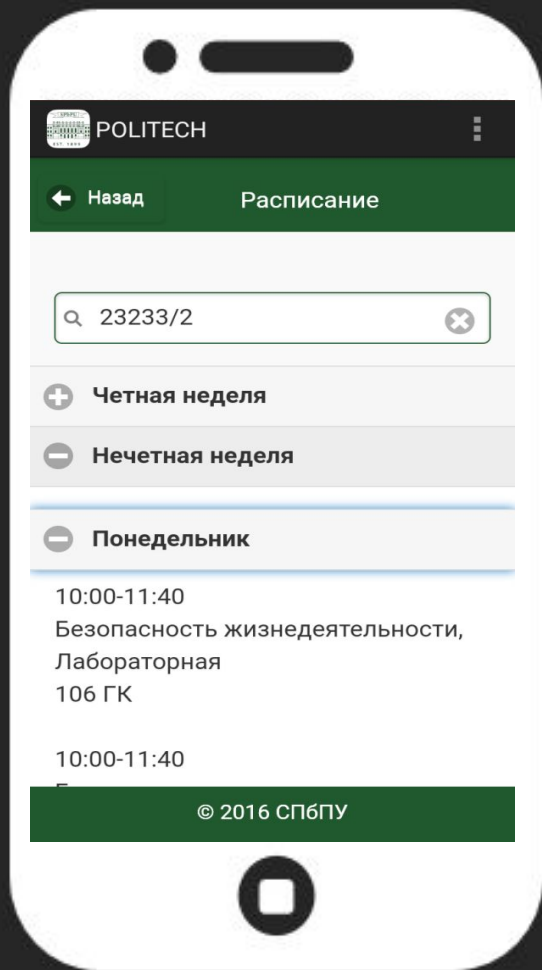 POLITECH
Назад
Расписание
23233/2
Четная неделя
Нечетная неделя
Понедельник
10:00-11:40
Безопасность жизнедеятельности,
Лабораторная
106 ГК
10:00-11:40
© 2016 СПбПУ